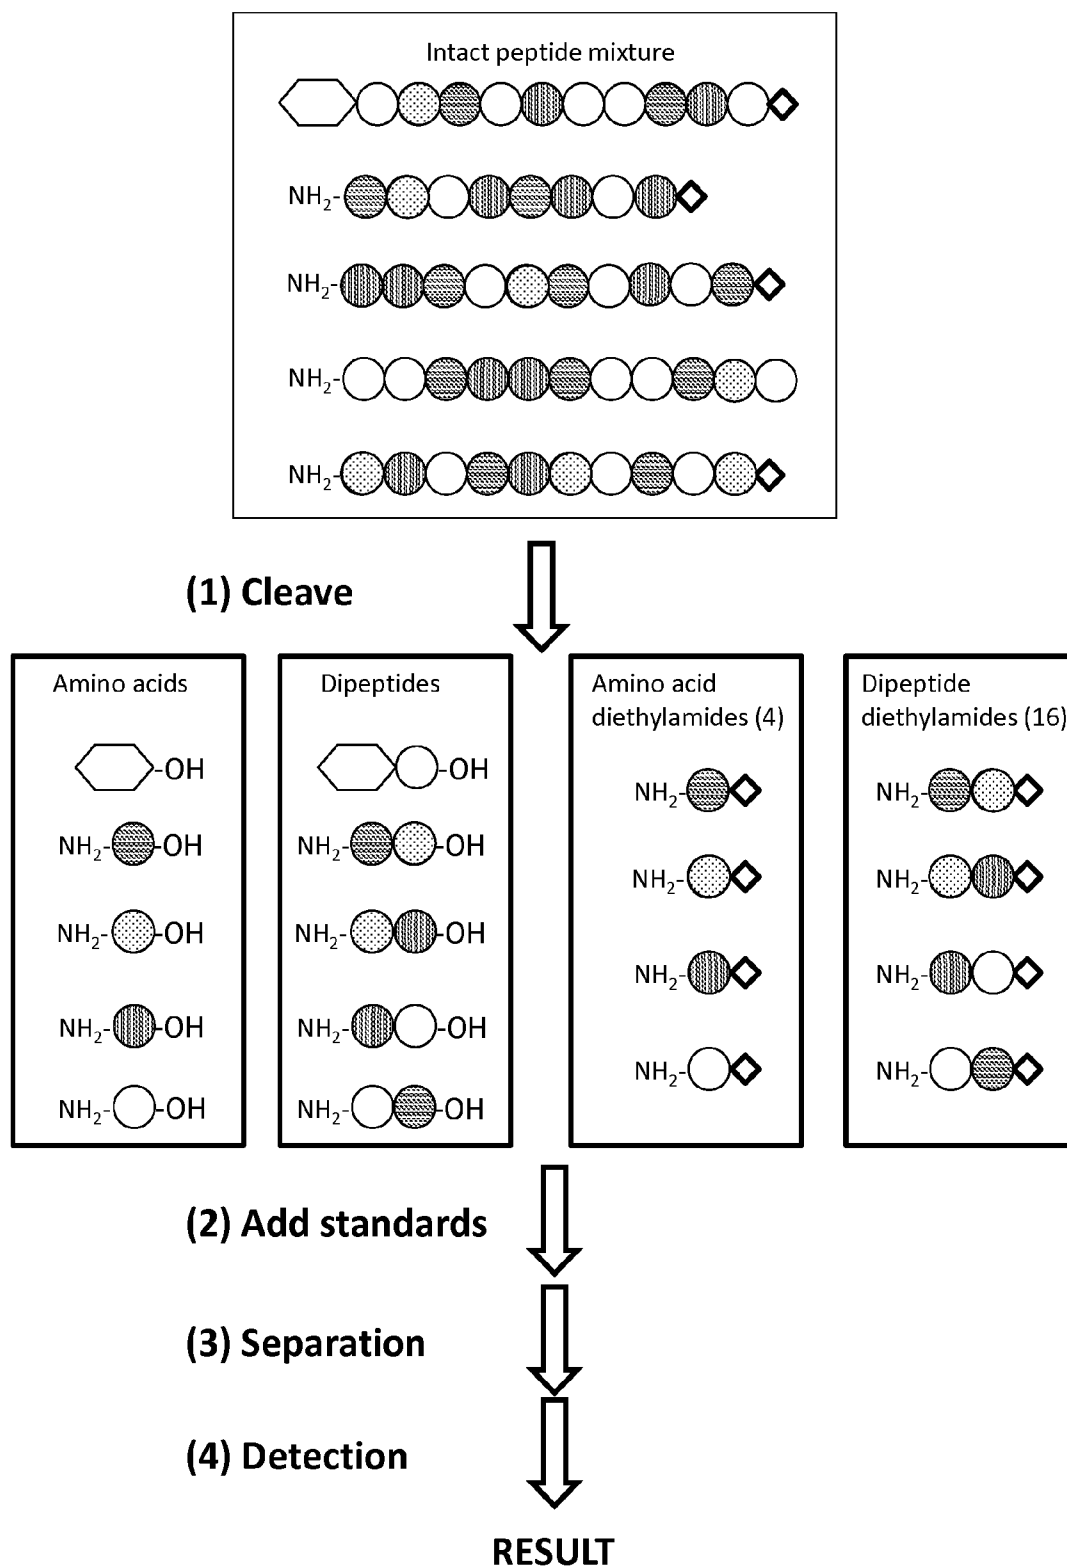 Intact peptide mixture
NH2-
NH2-
NH2-
NH2-
(1) Cleave
Amino acids
-OH
NH2- -OH
NH2- -OH
NH2- -OH
NH2- -OH
Dipeptides
-OH
NH2- -OH
NH2- -OH
NH2- -OH
NH2- -OH
Amino acid
diethylamides (4)
NH2-
NH2-
NH2-
NH2-
Dipeptide
diethylamides (16)
NH2-
NH2-
NH2-
NH2-
(2) Add standards
(3) Separation
(4) Detection
RESULT